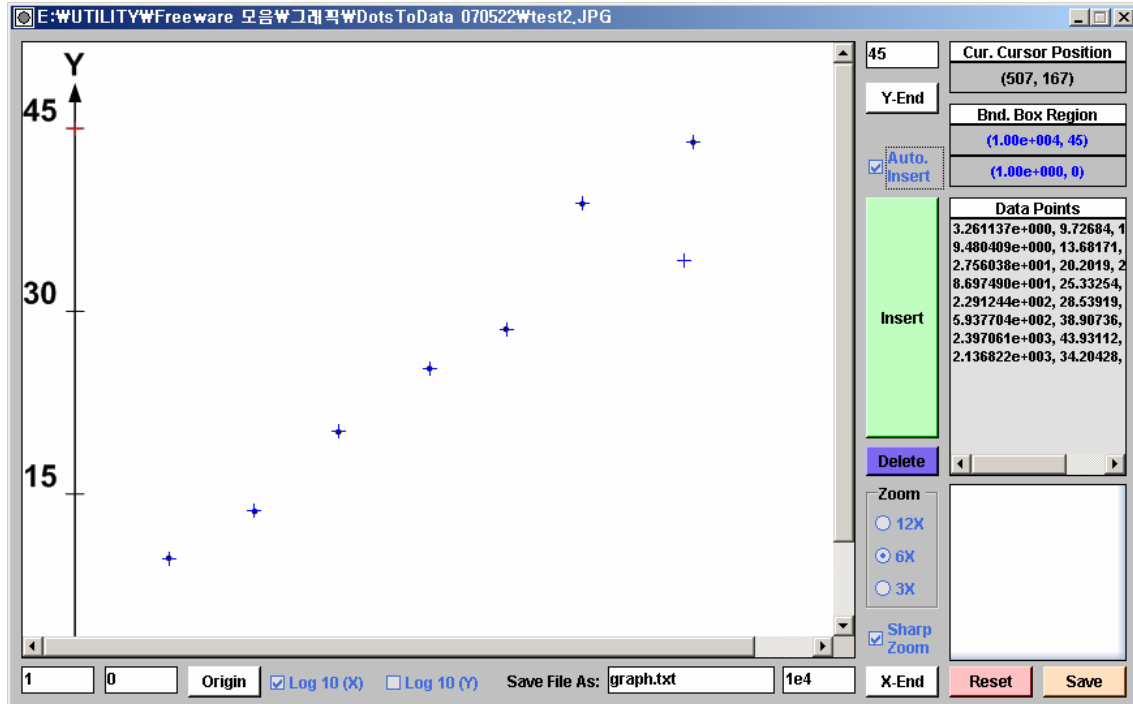 E:￦UTILITY￦Freeware 모음￦그래픽￦DotsToData 070522￦test2.JPG
Y
45
30
15
45
Y-End
Auto.
Insert
Insert
Delete
Zoom
12X
6X
3X
Sharp
Zoom
Cur. Cursor Position
(507, 167)
Bnd. Box Region
(1.00e+004, 45)
(1.00e+000, 0)
Data Points
3.261137e+000, 9.72684, 1
9.480409e+000, 13.68171,
2.756038e+001, 20.2019, 2
8.697490e+001, 25.33254,
2.291244e+002, 28.53919,
5.937704e+002, 38.90736,
2.397061e+003, 43.93112,
2.136822e+003, 34.20428,
1 0 Origin Log 10 (X) Log 10 (Y) Save File As: graph.txt 1e4 X-End Reset Save